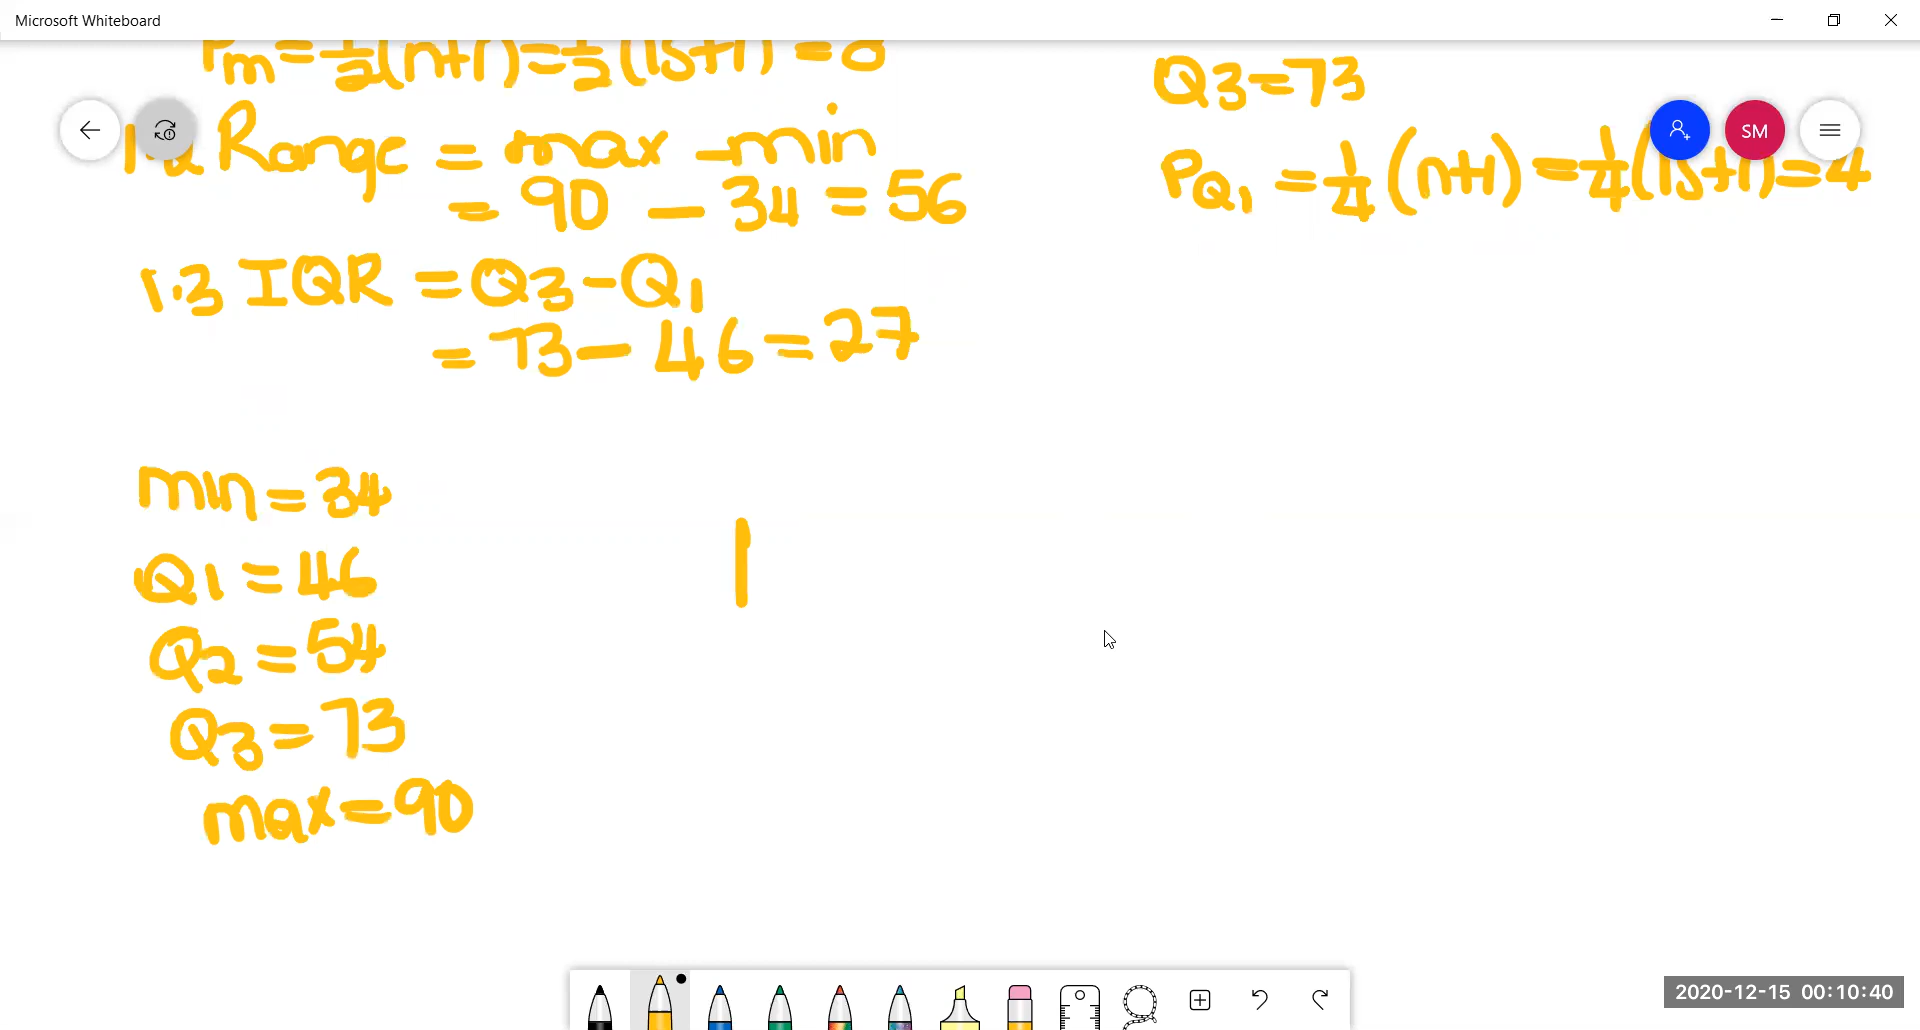 Microsoft Whiteboard
Pm = 1/2 (n+1) = 1/2 (15+1) = 8
1.2 Range = max - min
= 90 - 34 = 56
1.3 IQR = Q3 - Q1
= 73 - 46 = 27
min = 34
Q1 = 46
Q2 = 54
Q3 = 73
max = 90
Q3 = 73
SM
PQ1 = 1/4 (n+1) = 1/4 (15+1) = 4
2020-12-15 00:10:40